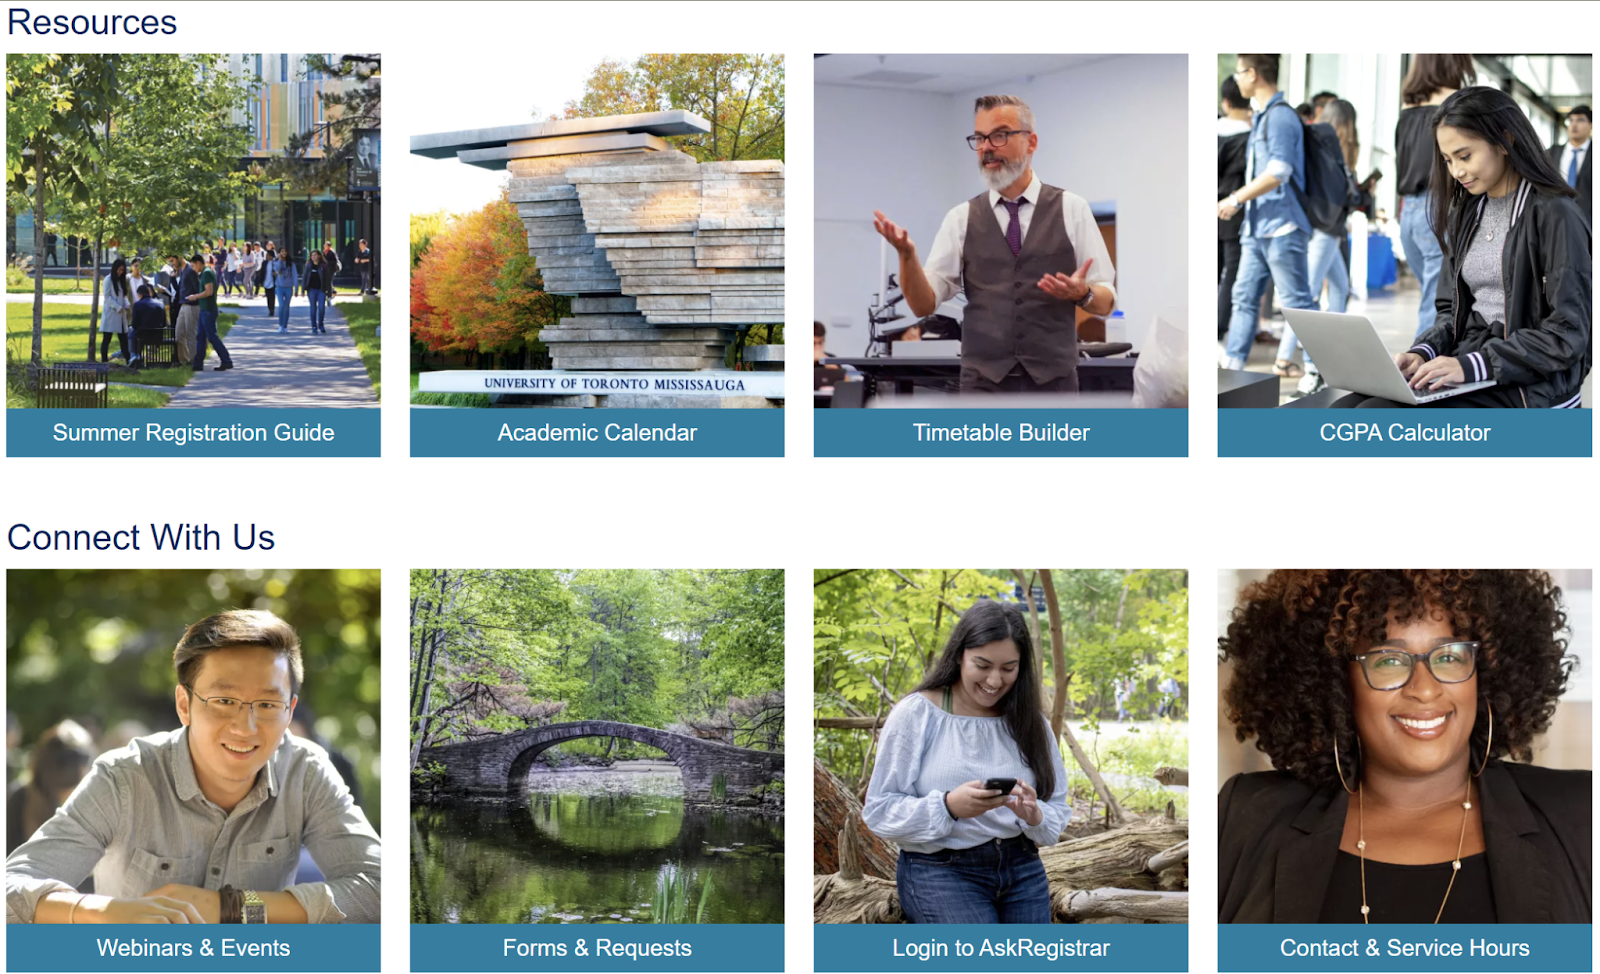 Resources
UNIVERSITY OF TORONTO MISSISSAUGA
Summer Registration Guide
Academic Calendar
Timetable Builder
CGPA Calculator
Connect With Us
Webinars & Events
Forms & Requests
Login to AskRegistrar
Contact & Service Hours